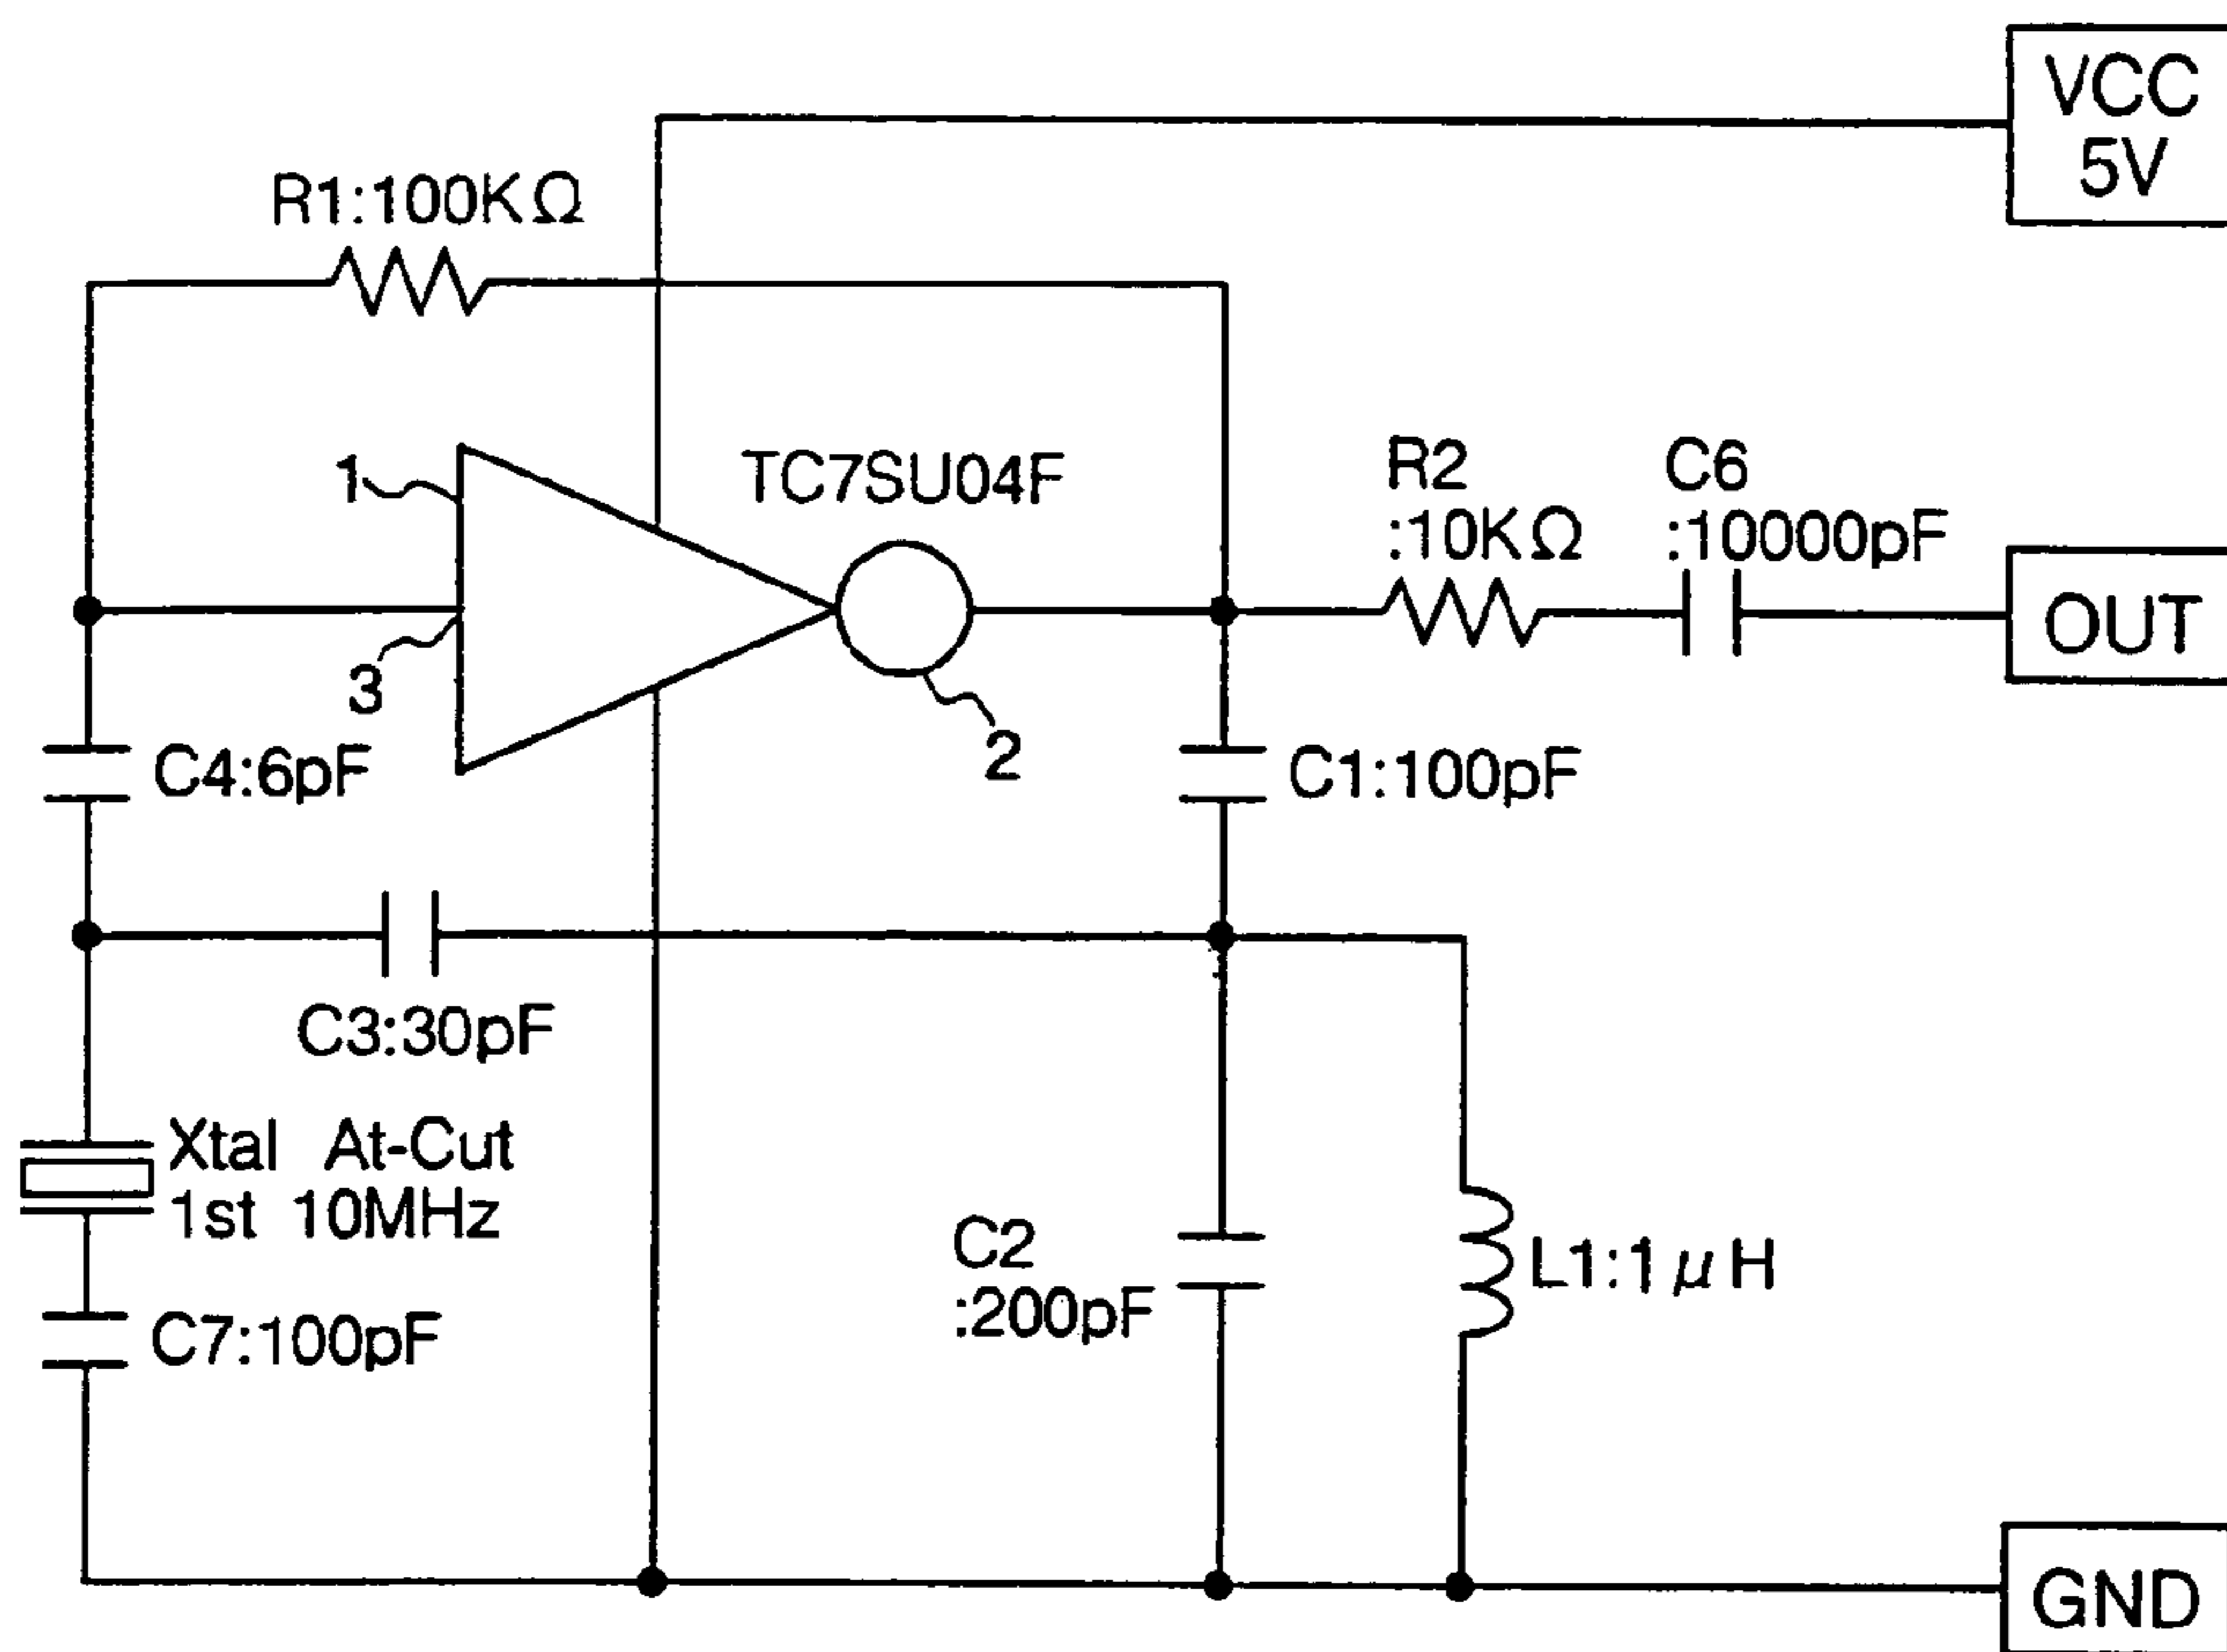 VCC
5V
R1:100KΩ
1
TC7SU04F
R2
:10KΩ
C6
:10000pF
OUT
3
2
C4:6pF
C1:100pF
C3:30pF
Xtal At-Cut
1st 10MHz
C2
:200pF
L1:1μH
C7:100pF
GND